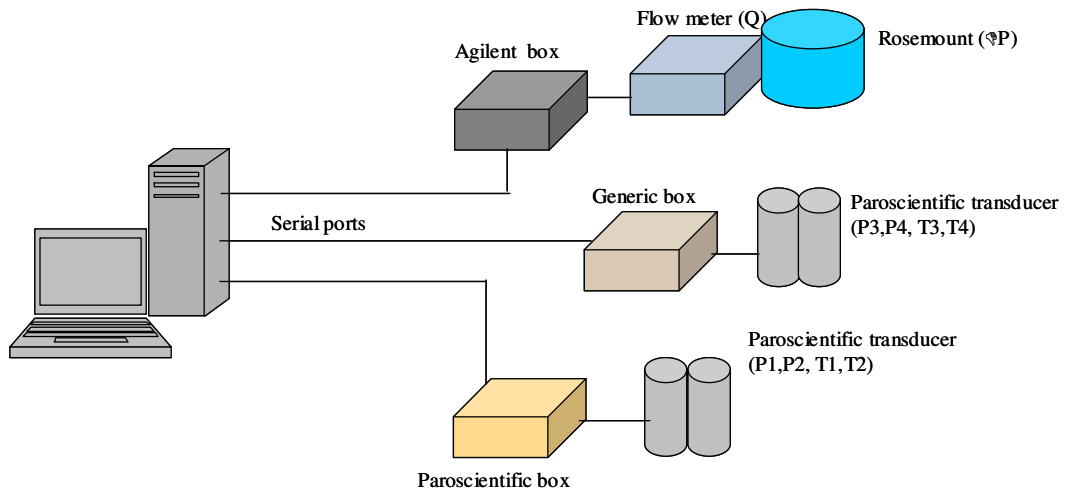 Flow meter (Q)
Rosemount (🖓P)
Agilent box
Generic box
Paroscientific transducer
(P3,P4, T3,T4)
Serial ports
Paroscientific transducer
(P1,P2, T1,T2)
Paroscientific box